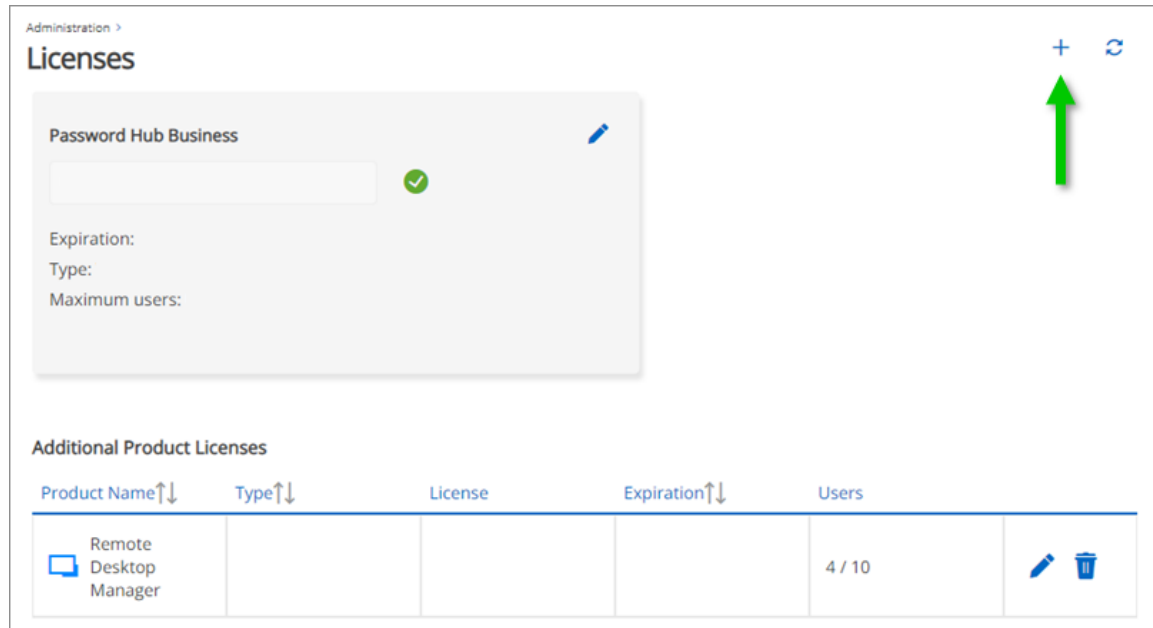 Administration >
Licenses
Password Hub Business
Expiration:
Type:
Maximum users:
Additional Product Licenses
Product Name Type License Expiration Users
Remote
Desktop
Manager
4 / 10